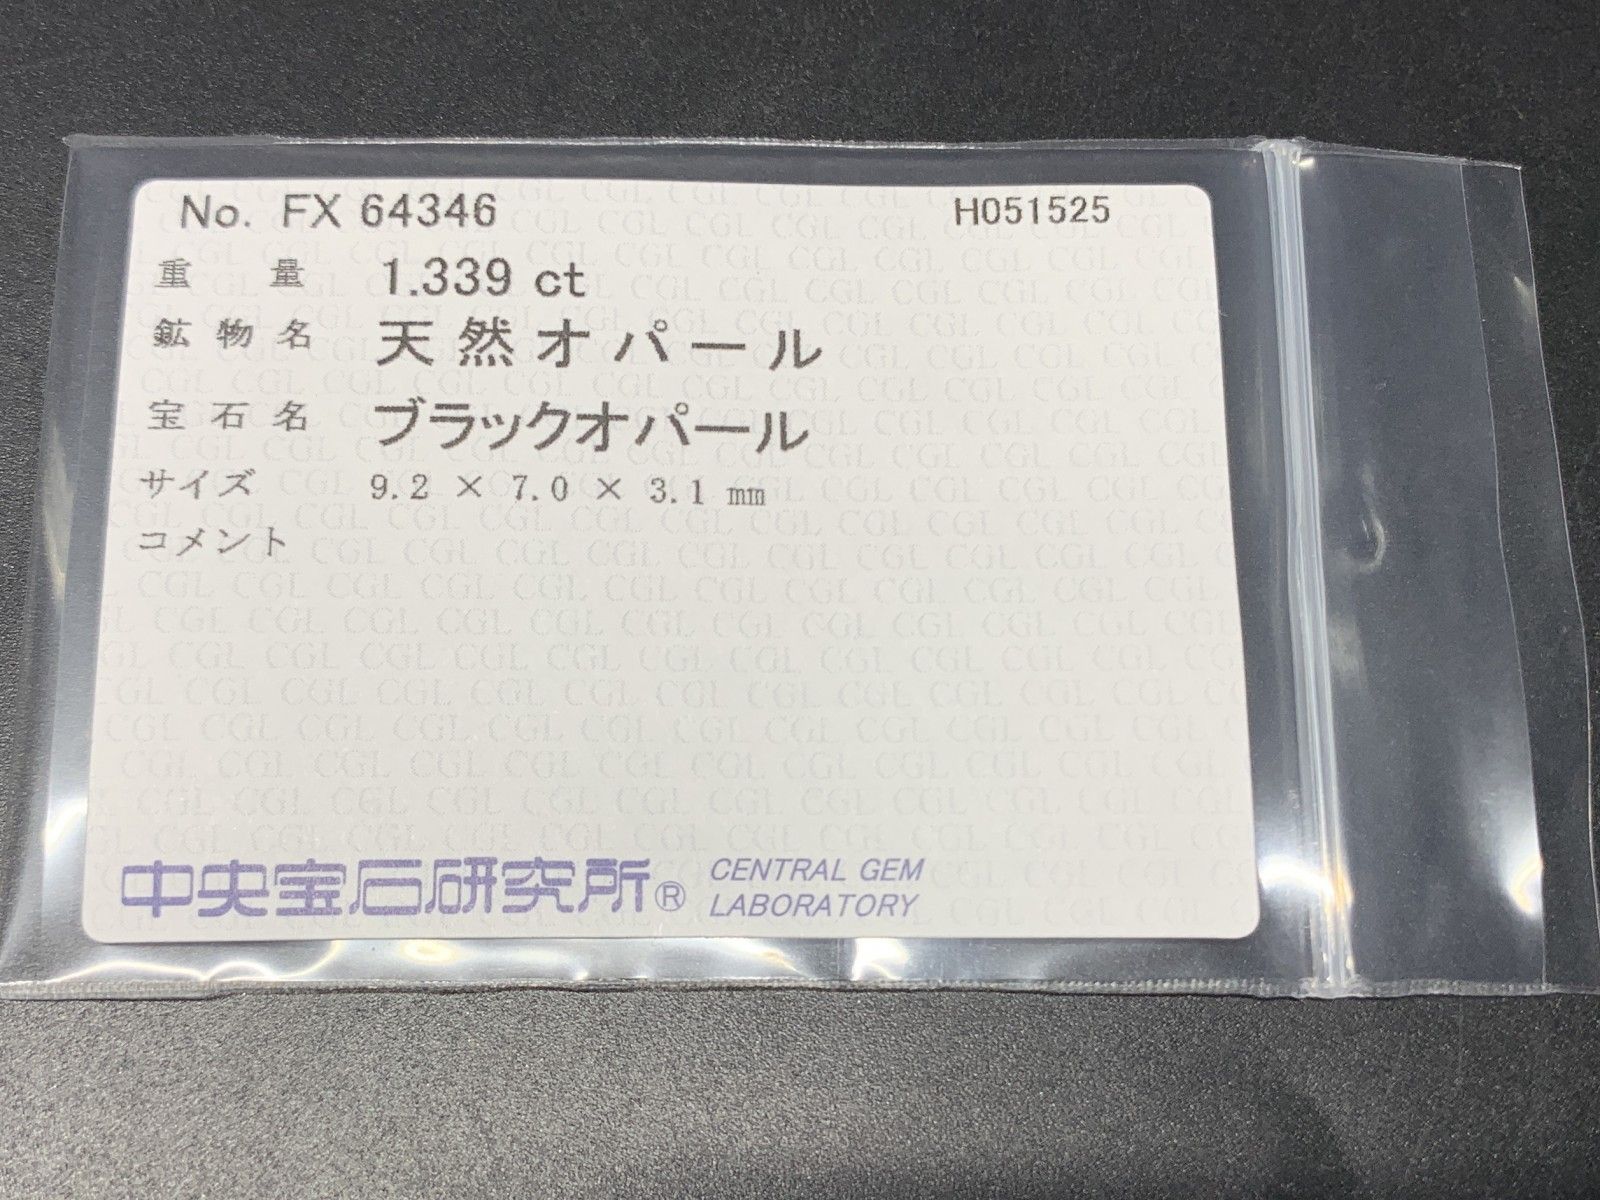 No. FX 64346 H051525
重量 1.339 ct
鉱物名 天然オパール
宝石名 ブラックオパール
サイズ 9.2 × 7.0 × 3.1 mm
コメント
中央宝石研究所® CENTRAL GEM
LABORATORY